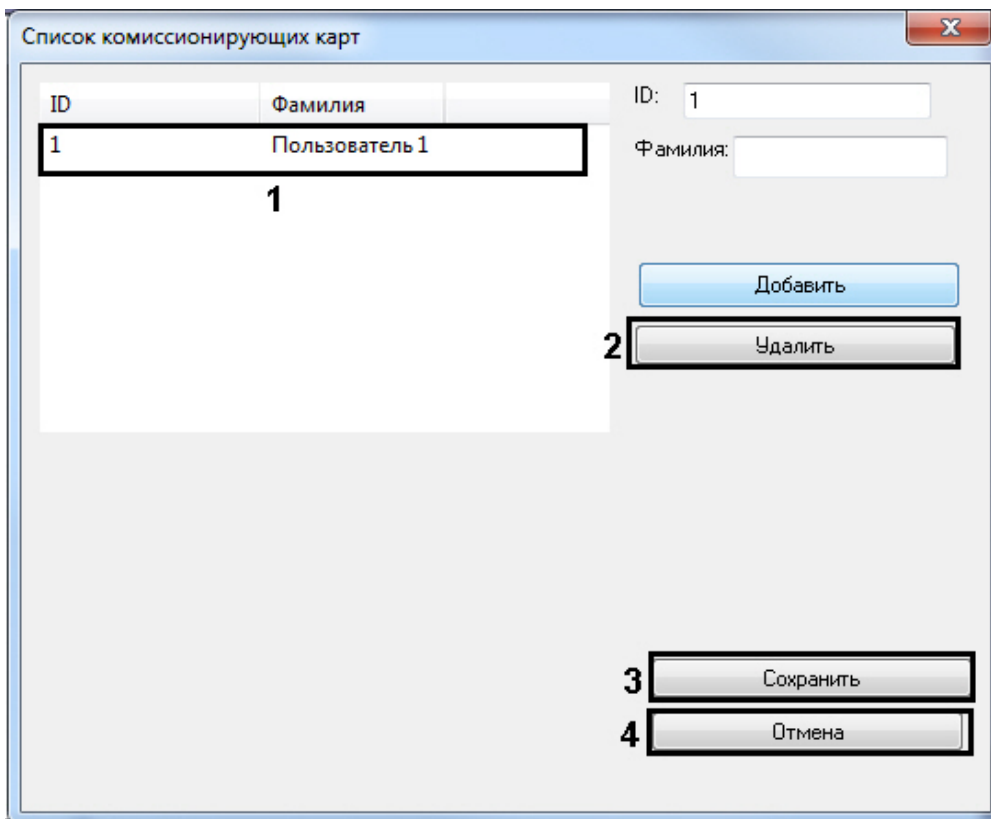 Список комиссионирующих карт
ID Фамилия
1 Пользователь 1
1
ID: 1
Фамилия:
Добавить
2 Удалить
3 Сохранить
4 Отмена